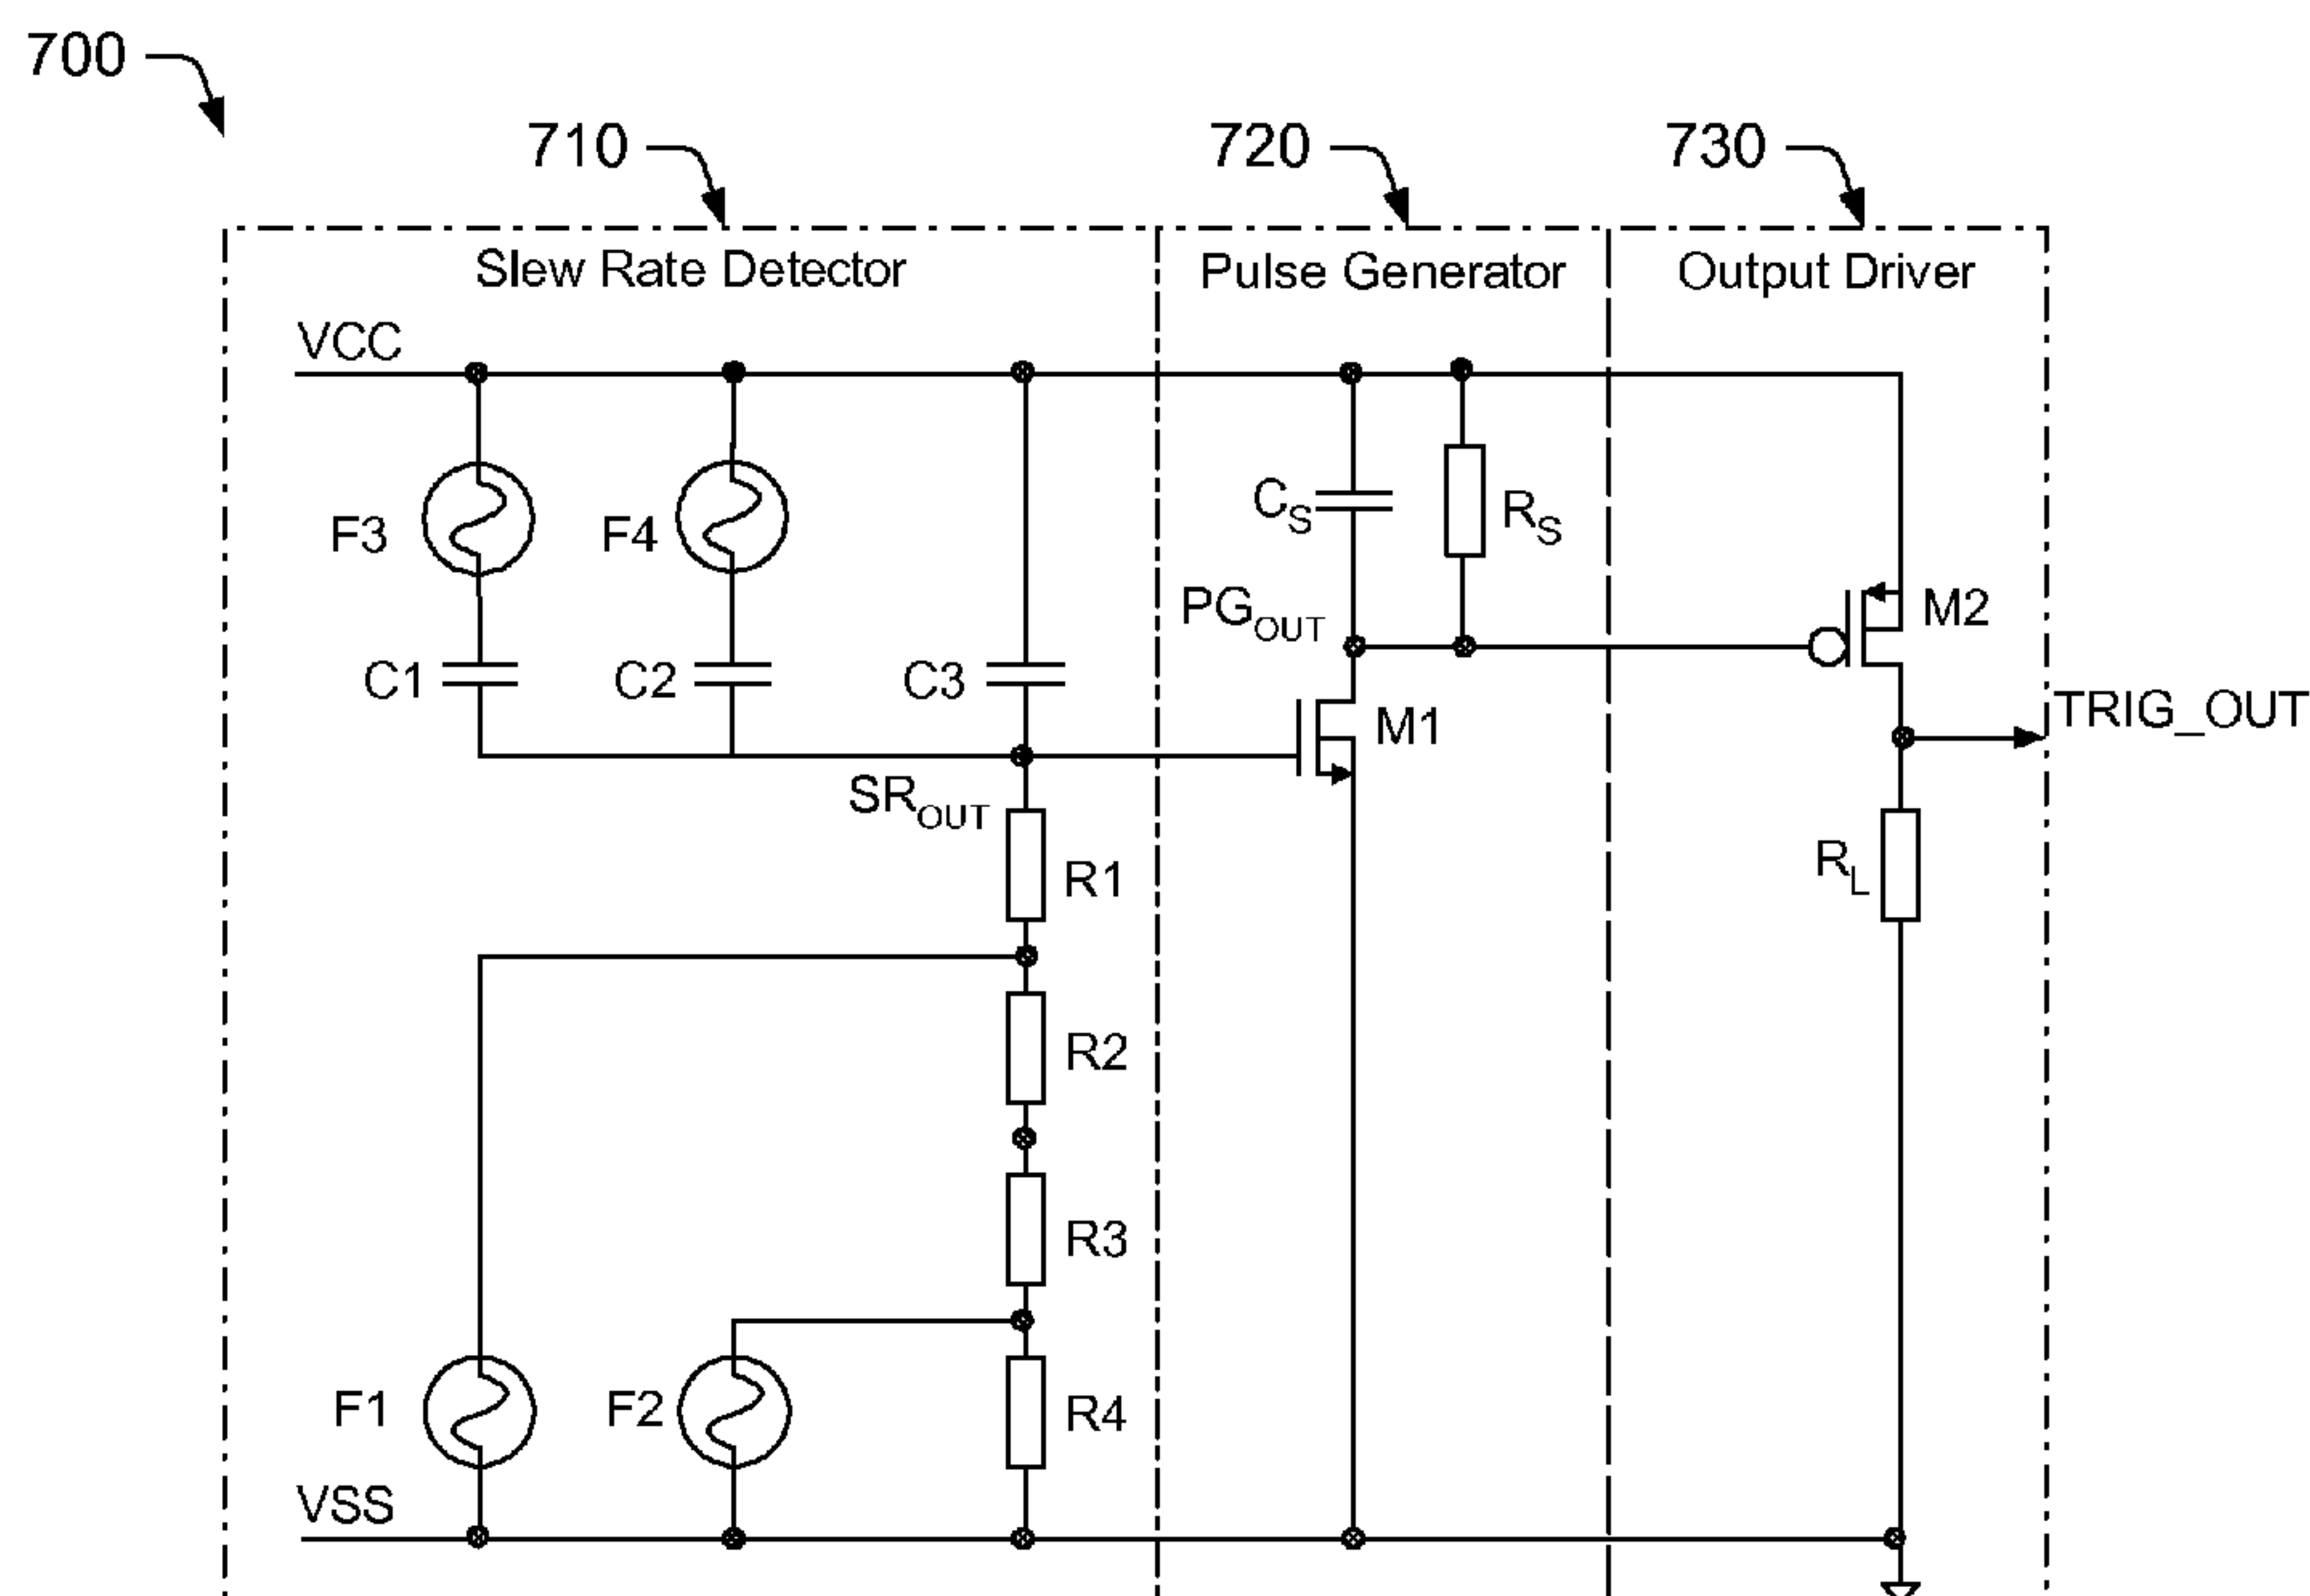 700
710
720
730
Slew Rate Detector
Pulse Generator
Output Driver
VCC
F3
F4
CS
RS
PGOUT
M2
C1
C2
C3
M1
TRIG_OUT
SROUT
R1
RL
R2
R3
F1
F2
R4
VSS